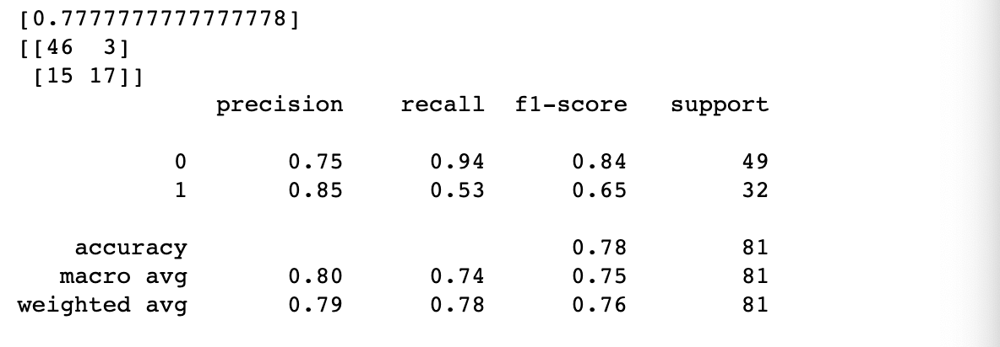 [0.7777777777777778]
[[46  3]
 [15 17]]
              precision    recall  f1-score   support

           0       0.75      0.94      0.84        49
           1       0.85      0.53      0.65        32

    accuracy                           0.78        81
   macro avg       0.80      0.74      0.75        81
weighted avg       0.79      0.78      0.76        81